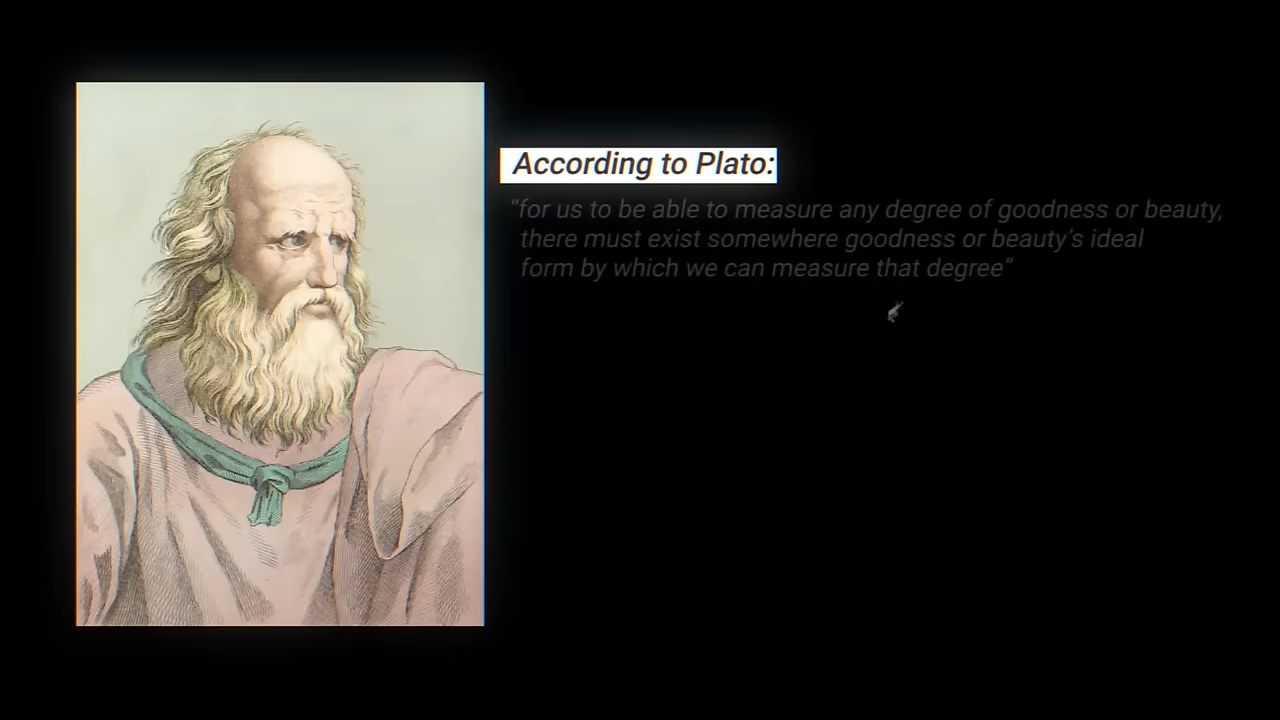 According to Plato:
“for us to be able to measure any degree of goodness or beauty,
there must exist somewhere goodness or beauty’s ideal
form by which we can measure that degree”